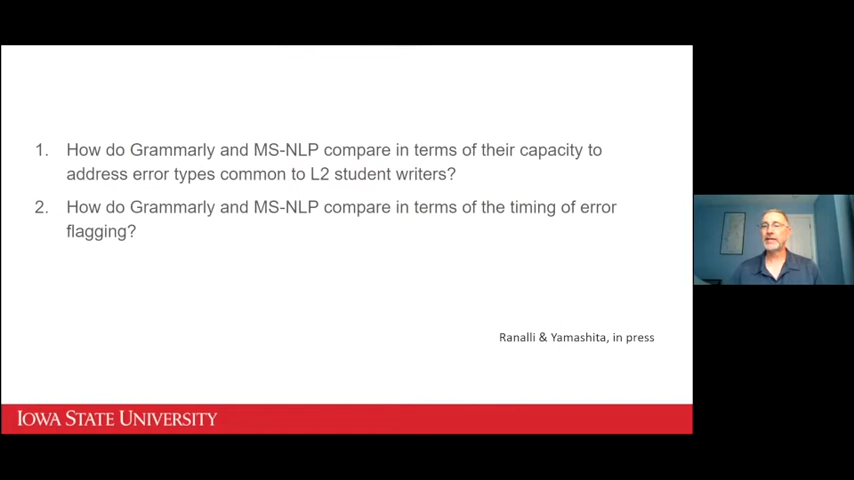 1. How do Grammarly and MS-NLP compare in terms of their capacity to
address error types common to L2 student writers?
2. How do Grammarly and MS-NLP compare in terms of the timing of error
flagging?
Ranalli & Yamashita, in press
IOWA STATE UNIVERSITY